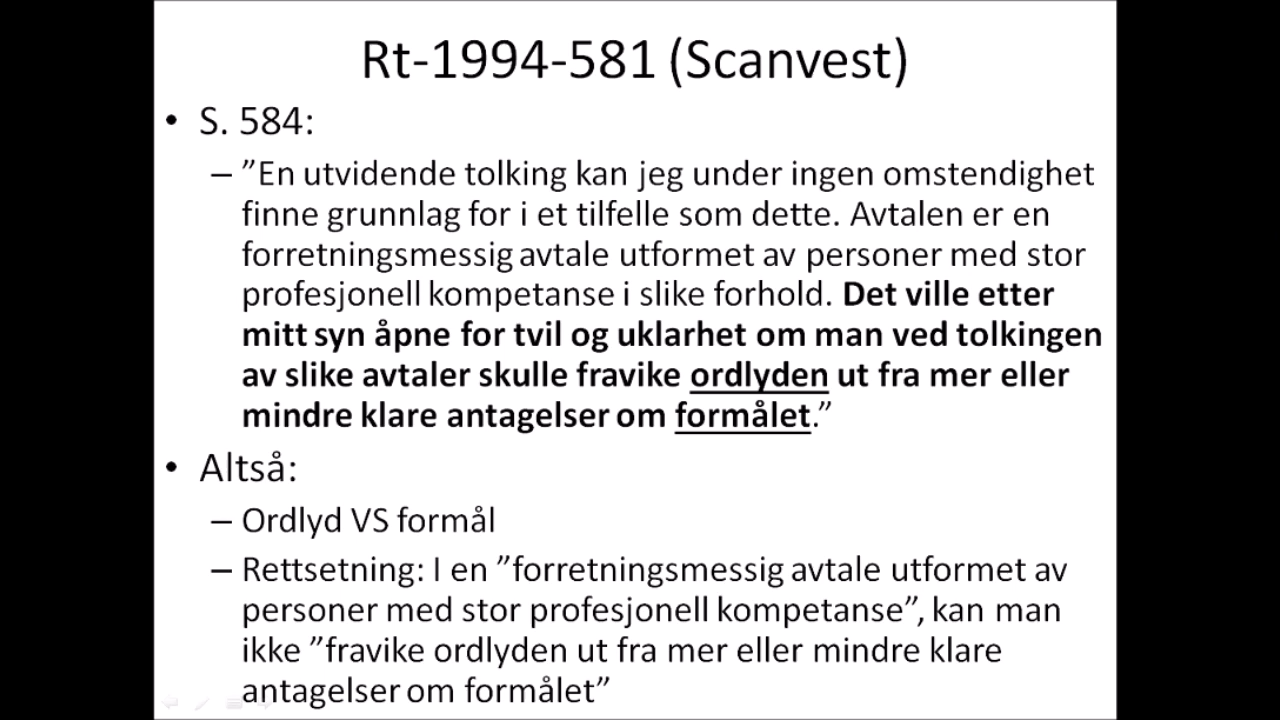 Rt-1994-581 (Scanvest)
• S. 584:
– ”En utvidende tolking kan jeg under ingen omstendighet
finne grunnlag for i et tilfelle som dette. Avtalen er en
forretningsmessig avtale utformet av personer med stor
profesjonell kompetanse i slike forhold. Det ville etter
mitt syn åpne for tvil og uklarhet om man ved tolkingen
av slike avtaler skulle fravike ordlyden ut fra mer eller
mindre klare antagelser om formålet.”
• Altså:
– Ordlyd VS formål
– Rettsetning: I en ”forretningsmessig avtale utformet av
personer med stor profesjonell kompetanse”, kan man
ikke ”fravike ordlyden ut fra mer eller mindre klare
antagelser om formålet”